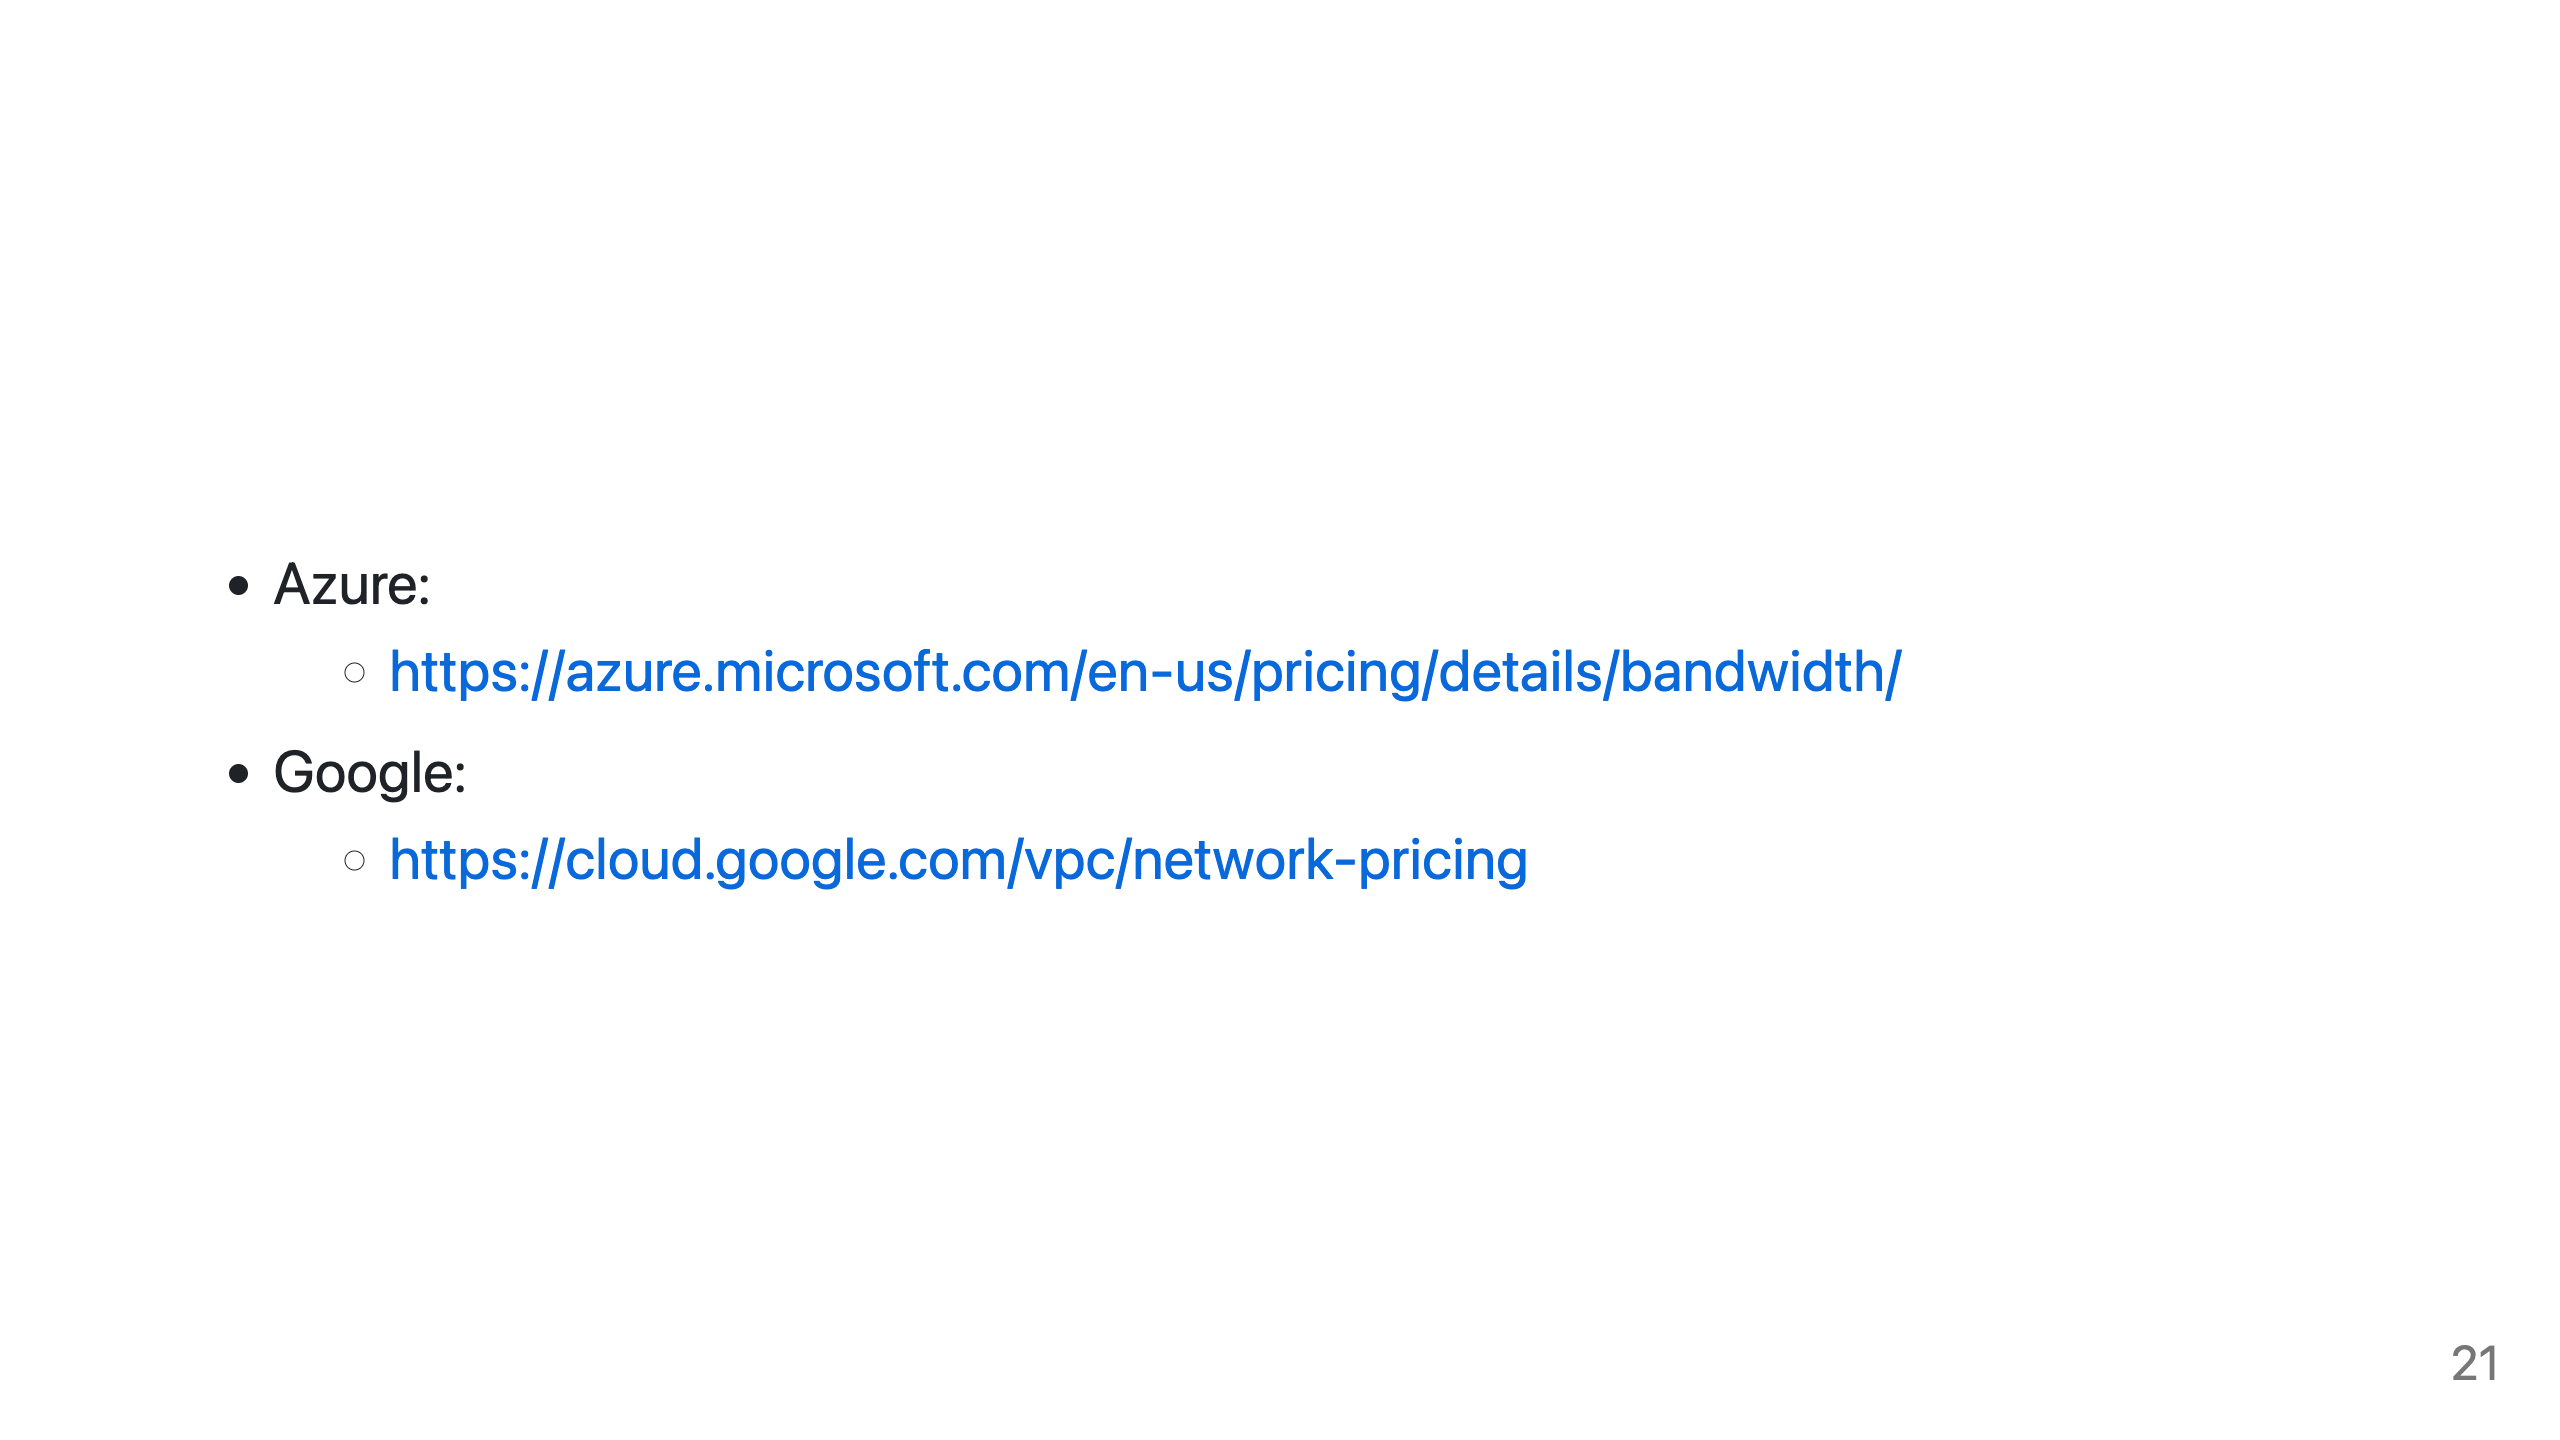 • Azure:
◦ https://azure.microsoft.com/en-us/pricing/details/bandwidth/
• Google:
◦ https://cloud.google.com/vpc/network-pricing
21